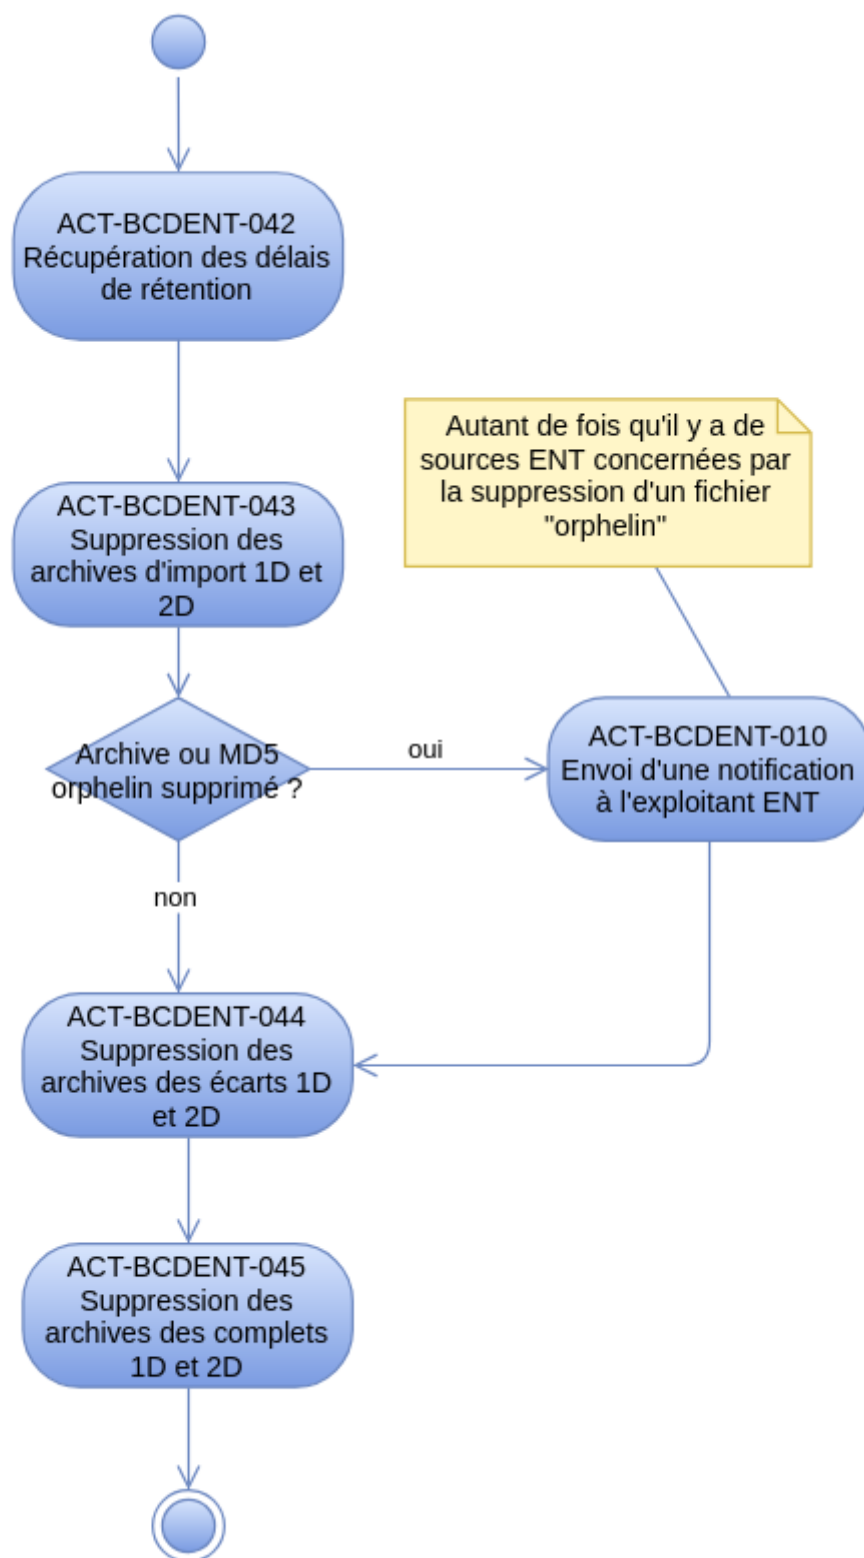 ACT-BCDENT-042
Récupération des délais
de rétention
Autant de fois qu'il y a de
sources ENT concernées par
la suppression d'un fichier
"orphelin"
ACT-BCDENT-043
Suppression des
archives d'import 1D et
2D
Archive ou MD5
orphelin supprimé ?
oui
ACT-BCDENT-010
Envoi d'une notification
à l'exploitant ENT
non
ACT-BCDENT-044
Suppression des
archives des écarts 1D
et 2D
ACT-BCDENT-045
Suppression des
archives des complets
1D et 2D